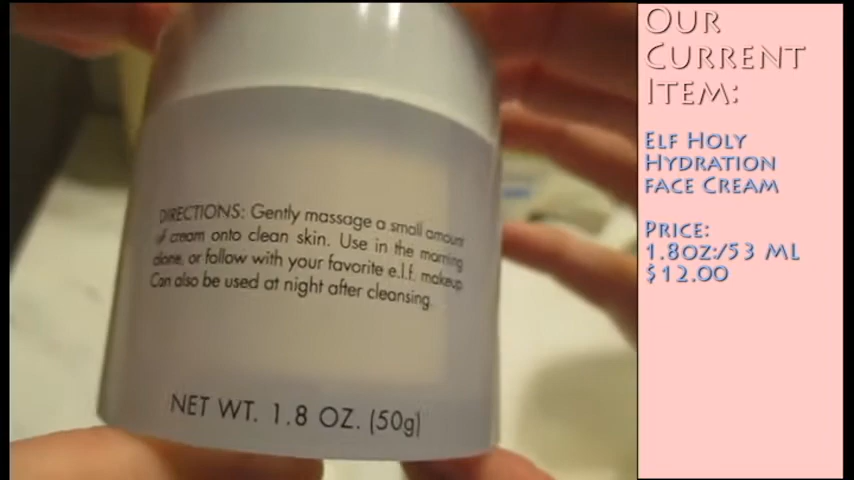 DIRECTIONS: Gently massage a small amount
of cream onto clean skin. Use in the morning
alone, or follow with your favorite e.l.f. makeup.
Can also be used at night after cleansing.
NET WT. 1.8 OZ. (50g)
Our
Current
Item:
Elf Holy
Hydration
face Cream
Price:
1.8oz:/53 ML
$12.00